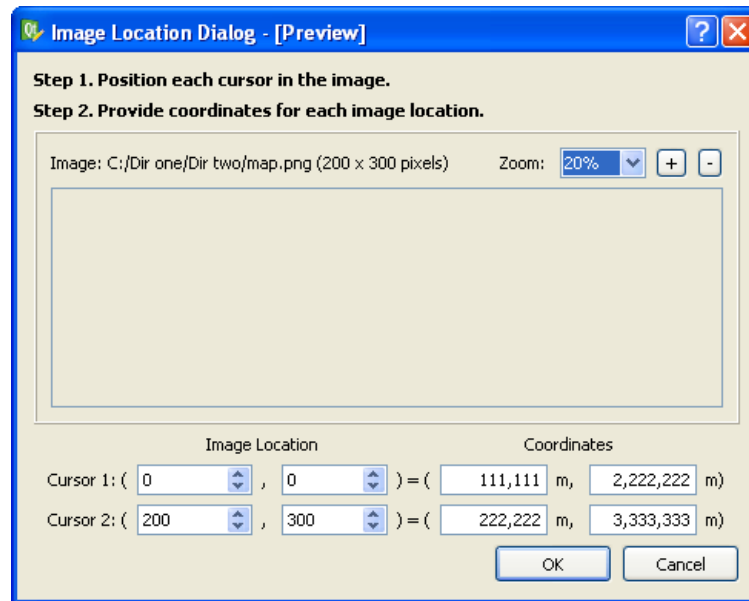 Image Location Dialog - [Preview]
Step 1. Position each cursor in the image.
Step 2. Provide coordinates for each image location.
Image: C:/Dir one/Dir two/map.png (200 x 300 pixels) Zoom: 20% + -
Image Location Coordinates
Cursor 1: ( 0 , 0 ) = ( 111,111 m, 2,222,222 m)
Cursor 2: ( 200 , 300 ) = ( 222,222 m, 3,333,333 m)
OK Cancel